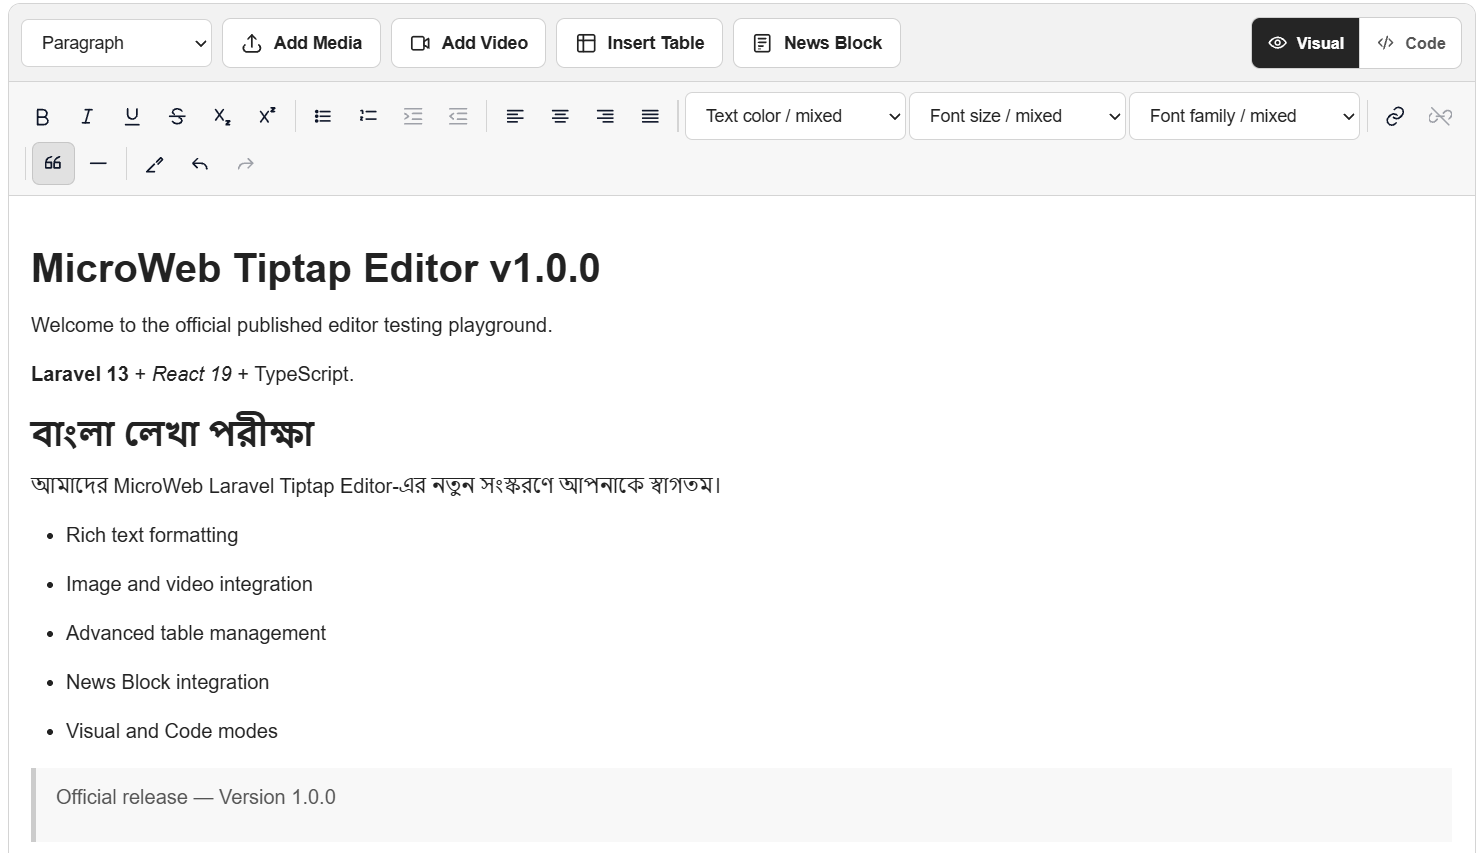 Paragraph Add Media Add Video Insert Table News Block Visual Code
Text color / mixed Font size / mixed Font family / mixed
MicroWeb Tiptap Editor v1.0.0
Welcome to the official published editor testing playground.
Laravel 13 + React 19 + TypeScript.
বাংলা লেখা পরীক্ষা
আমাদের MicroWeb Laravel Tiptap Editor-এর নতুন সংস্করণে আপনাকে স্বাগতম।
• Rich text formatting
• Image and video integration
• Advanced table management
• News Block integration
• Visual and Code modes
Official release — Version 1.0.0